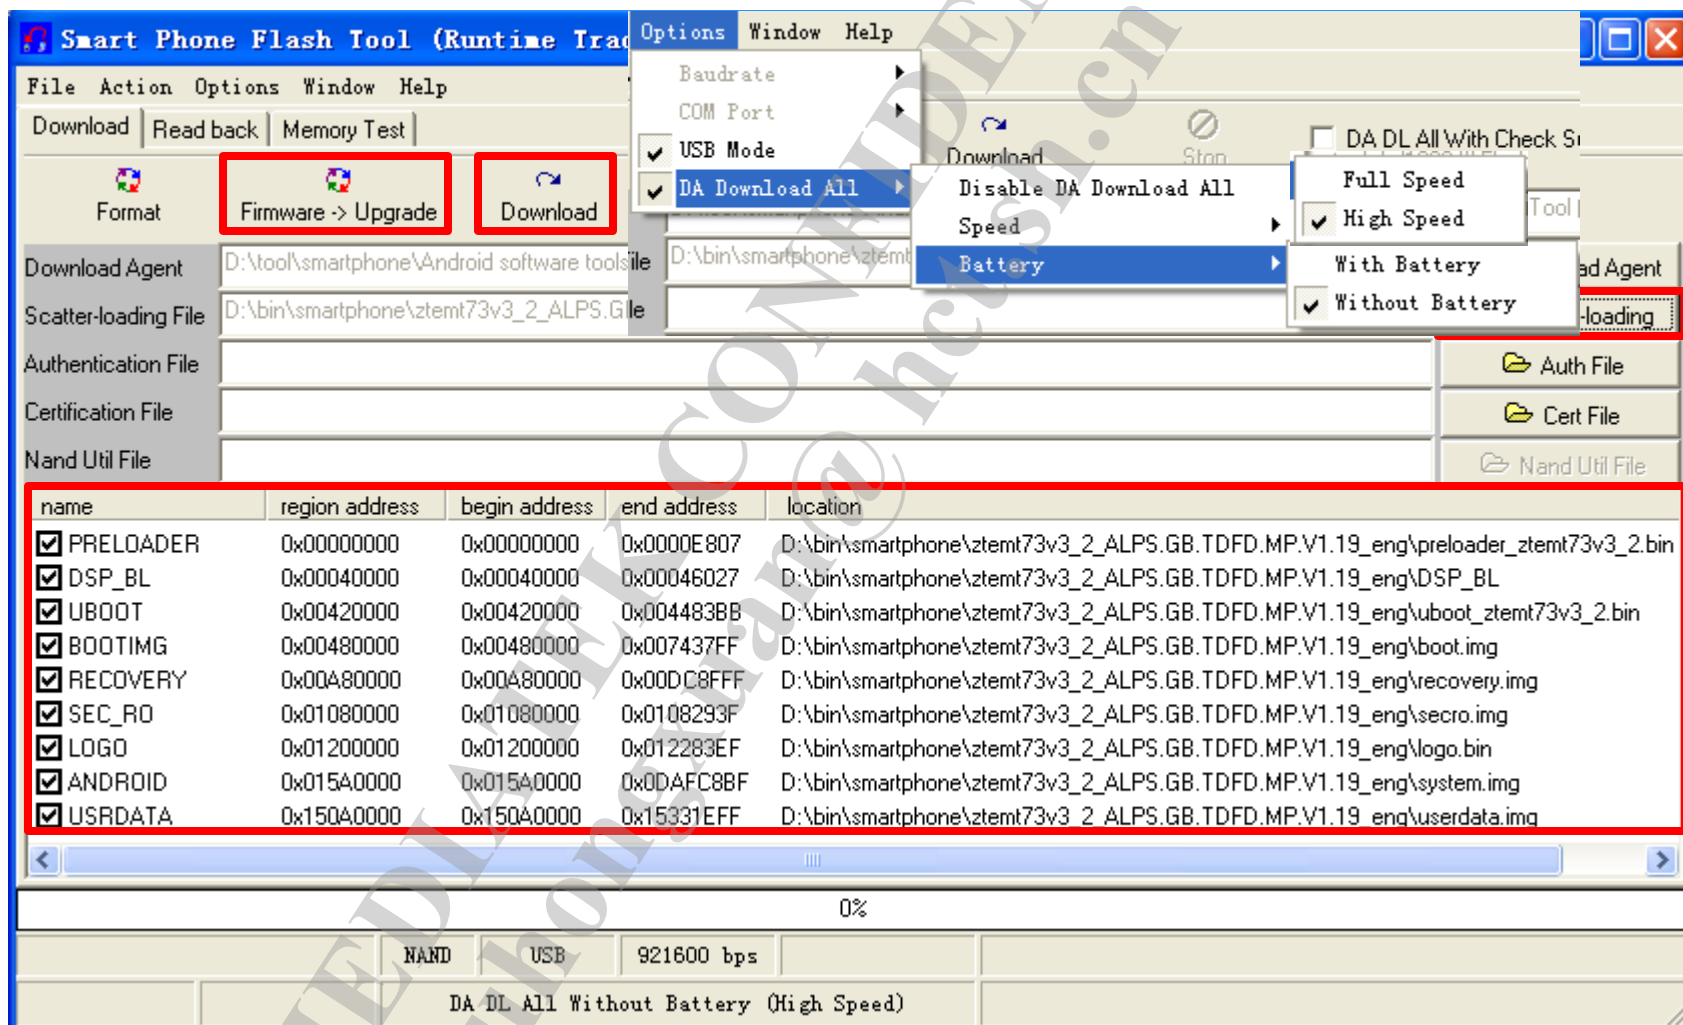 Smart Phone Flash Tool (Runtime Trac
File Action Options Window Help
Options Window Help
Baudrate
COM Port
USB Mode
DA Download All
Download
Stop
DA DL All With Check Su
Disable DA Download All
Speed
Battery
Full Speed
High Speed
With Battery
Without Battery
Tool
Download Read back Memory Test
Format
Firmware -> Upgrade
Download
Download Agent D:\tool\smartphone\Android software tools
ile D:\bin\smartphone\ztemt
ad Agent
Scatter-loading File D:\bin\smartphone\ztemt73v3_2_ALPS.G
le
-loading
Authentication File
Auth File
Certification File
Cert File
Nand Util File
Nand Util File
name region address begin address end address location
PRELOADER 0x00000000 0x00000000 0x0000E807 D:\bin\smartphone\ztemt73v3_2_ALPS.GB.TDFD.MP.V1.19_eng\preloader_ztemt73v3_2.bin
DSP_BL 0x00040000 0x00040000 0x00046027 D:\bin\smartphone\ztemt73v3_2_ALPS.GB.TDFD.MP.V1.19_eng\DSP_BL
UBOOT 0x00420000 0x00420000 0x004483BB D:\bin\smartphone\ztemt73v3_2_ALPS.GB.TDFD.MP.V1.19_eng\uboot_ztemt73v3_2.bin
BOOTIMG 0x00480000 0x00480000 0x007437FF D:\bin\smartphone\ztemt73v3_2_ALPS.GB.TDFD.MP.V1.19_eng\boot.img
RECOVERY 0x00A80000 0x00A80000 0x00DC8FFF D:\bin\smartphone\ztemt73v3_2_ALPS.GB.TDFD.MP.V1.19_eng\recovery.img
SEC_RO 0x01080000 0x01080000 0x0108293F D:\bin\smartphone\ztemt73v3_2_ALPS.GB.TDFD.MP.V1.19_eng\secro.img
LOGO 0x01200000 0x01200000 0x012283EF D:\bin\smartphone\ztemt73v3_2_ALPS.GB.TDFD.MP.V1.19_eng\logo.bin
ANDROID 0x015A0000 0x015A0000 0x0DAFC8BF D:\bin\smartphone\ztemt73v3_2_ALPS.GB.TDFD.MP.V1.19_eng\system.img
USRDATA 0x150A0000 0x150A0000 0x15331EFF D:\bin\smartphone\ztemt73v3_2_ALPS.GB.TDFD.MP.V1.19_eng\userdata.img
0%
NAND USB 921600 bps
DA DL All Without Battery (High Speed)